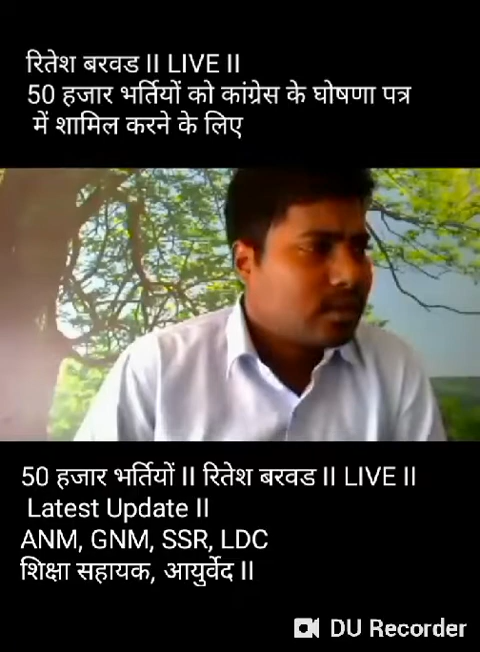 रितेश बरवड II LIVE II
50 हजार भर्तियों को कांग्रेस के घोषणा पत्र
में शामिल करने के लिए
50 हजार भर्तियों II रितेश बरवड II LIVE II
Latest Update II
ANM, GNM, SSR, LDC
शिक्षा सहायक, आयुर्वेद II
DU Recorder